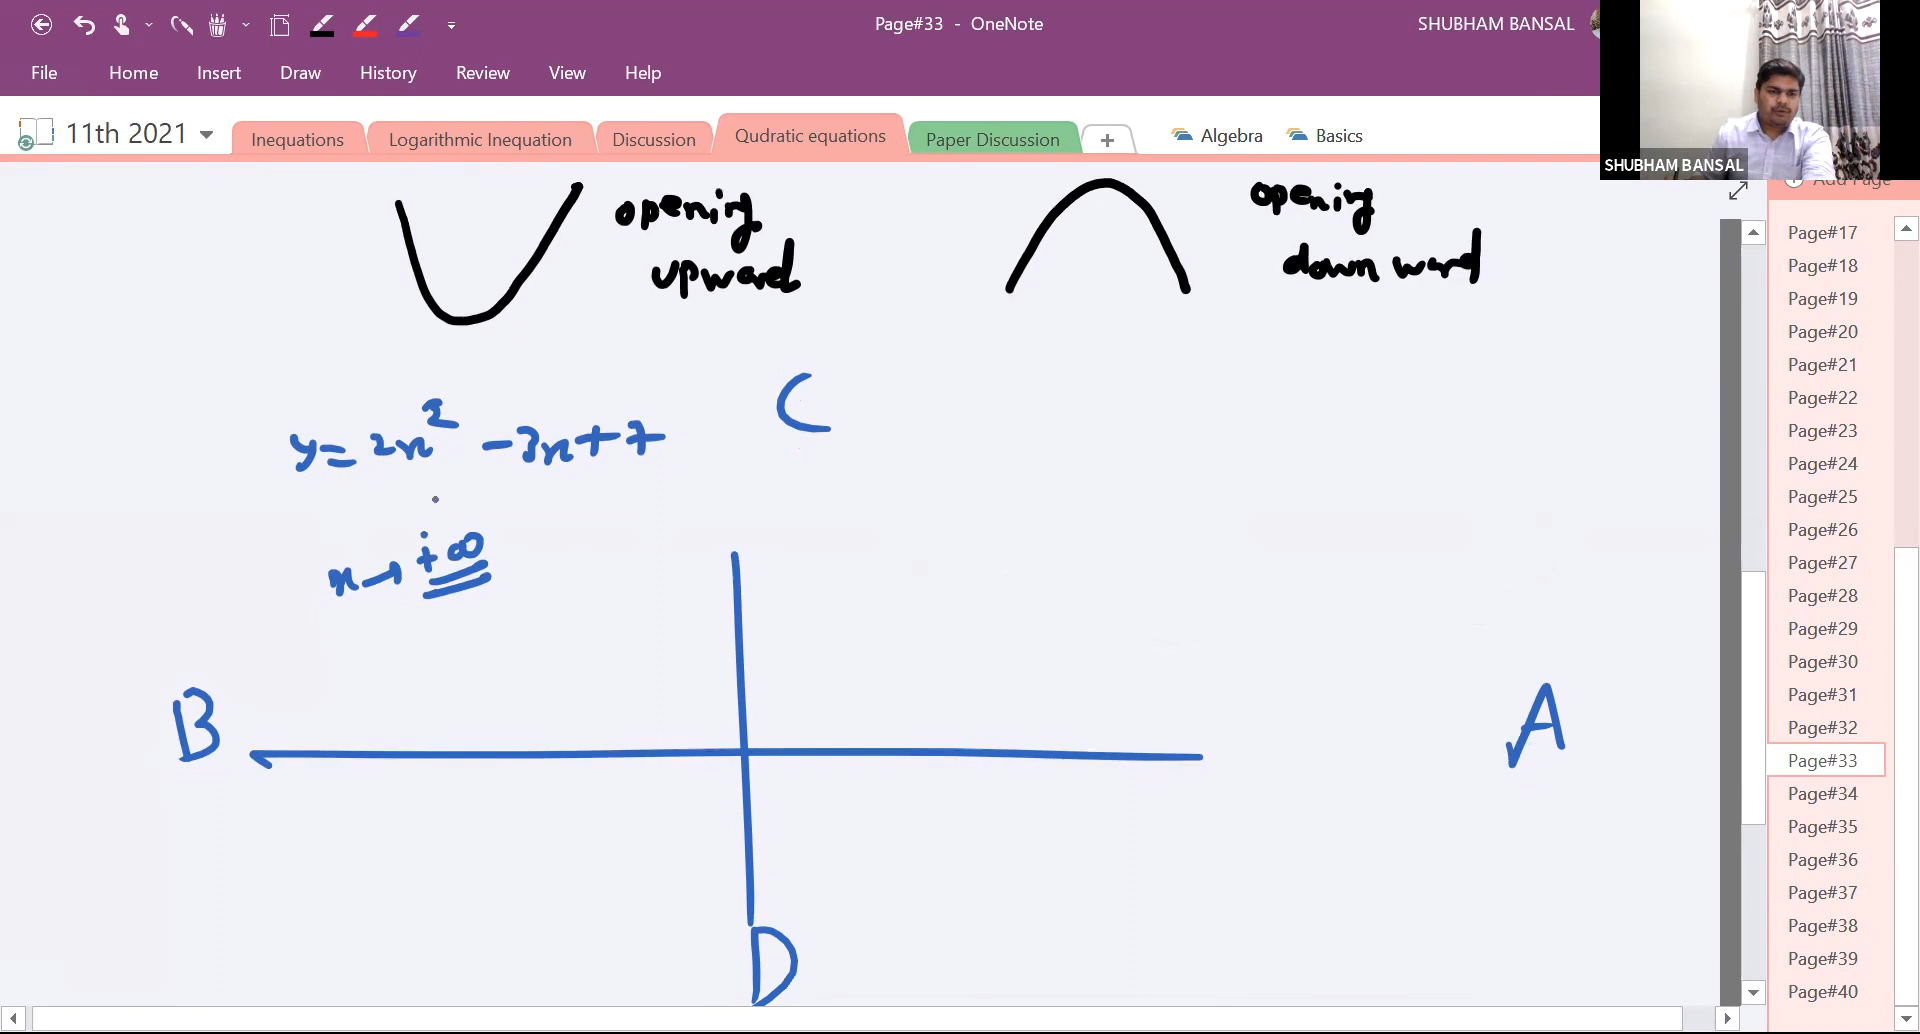 Page#33 - OneNote
SHUBHAM BANSAL
File Home Insert Draw History Review View Help
SHUBHAM BANSAL
11th 2021
Inequations
Logarithmic Inequation
Discussion
Qudratic equations
Paper Discussion
+
Algebra
Basics
Add Page
opening
upward
opening
downward
C
y = 2x² - 3x + 7
x → +∞
B
A
D
Page#17
Page#18
Page#19
Page#20
Page#21
Page#22
Page#23
Page#24
Page#25
Page#26
Page#27
Page#28
Page#29
Page#30
Page#31
Page#32
Page#33
Page#34
Page#35
Page#36
Page#37
Page#38
Page#39
Page#40